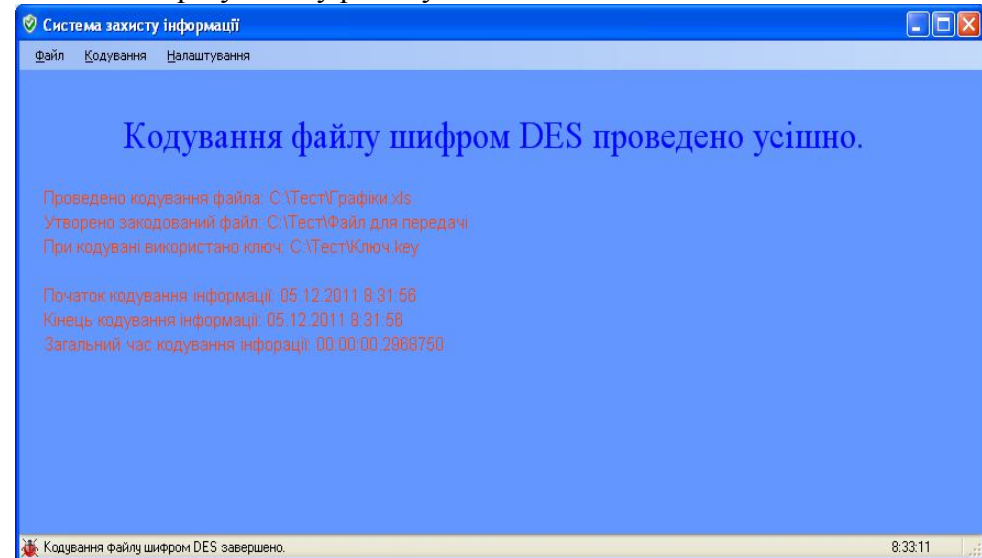 Система захисту інформації
Файл Кодування Налаштування
Кодування файлу шифром DES проведено усішно.
Проведено кодування файла: C:\Тест\Графіки.xls
Утворено закодований файл: C:\Тест\Файл для передачі
При кодувані використано ключ: C:\Тест\Ключ.key
Початок кодування інформації: 05.12.2011 8:31:56
Кінець кодування інформації: 05.12.2011 8:31:56
Загальний час кодування інфорації: 00:00:00.2968750
Кодування файлу шифром DES завершено. 8:33:11